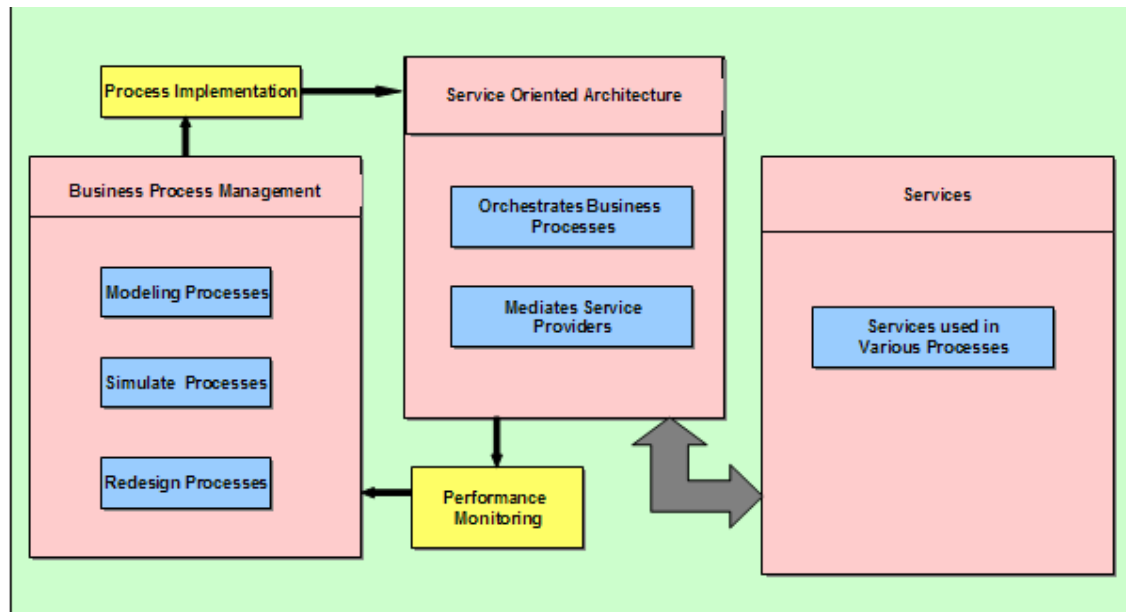 Process Implementation
Service Oriented Architecture
Business Process Management
Services
Orchestrates Business
Processes
Modeling Processes
Mediates Service
Providers
Services used in
Various Processes
Simulate Processes
Redesign Processes
Performance
Monitoring